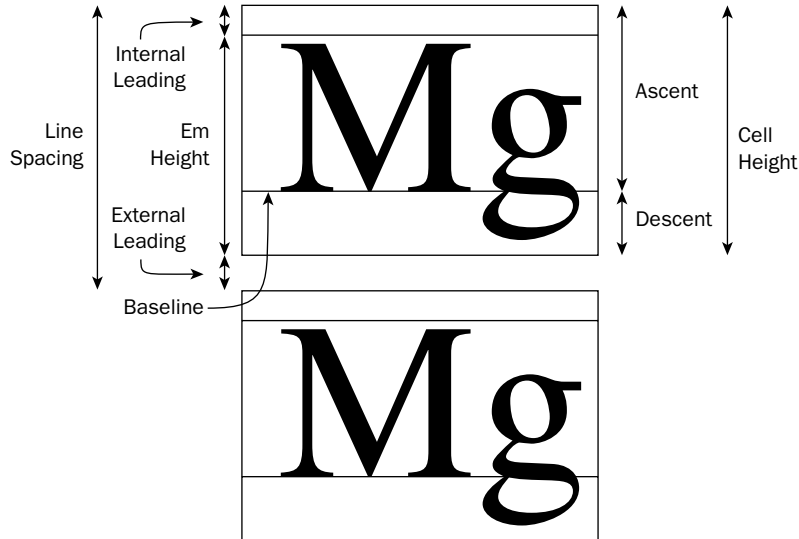 Internal
Leading
Line
Spacing
Em
Height
External
Leading
Baseline
Mg
Ascent
Descent
Cell
Height
Mg